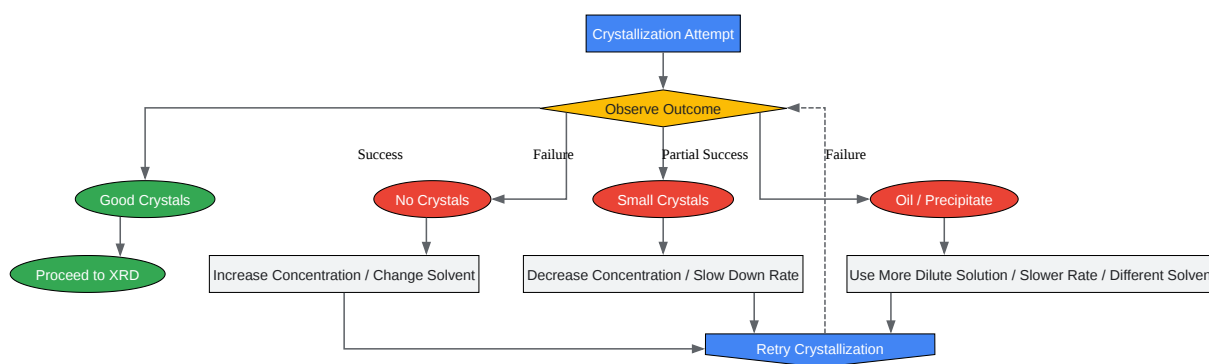 Crystallization Attempt
Observe Outcome
Success
Failure
Partial Success
Failure
Good Crystals
No Crystals
Small Crystals
Oil / Precipitate
Proceed to XRD
Increase Concentration / Change Solvent
Decrease Concentration / Slow Down Rate
Use More Dilute Solution / Slower Rate / Different Solven
Retry Crystallization